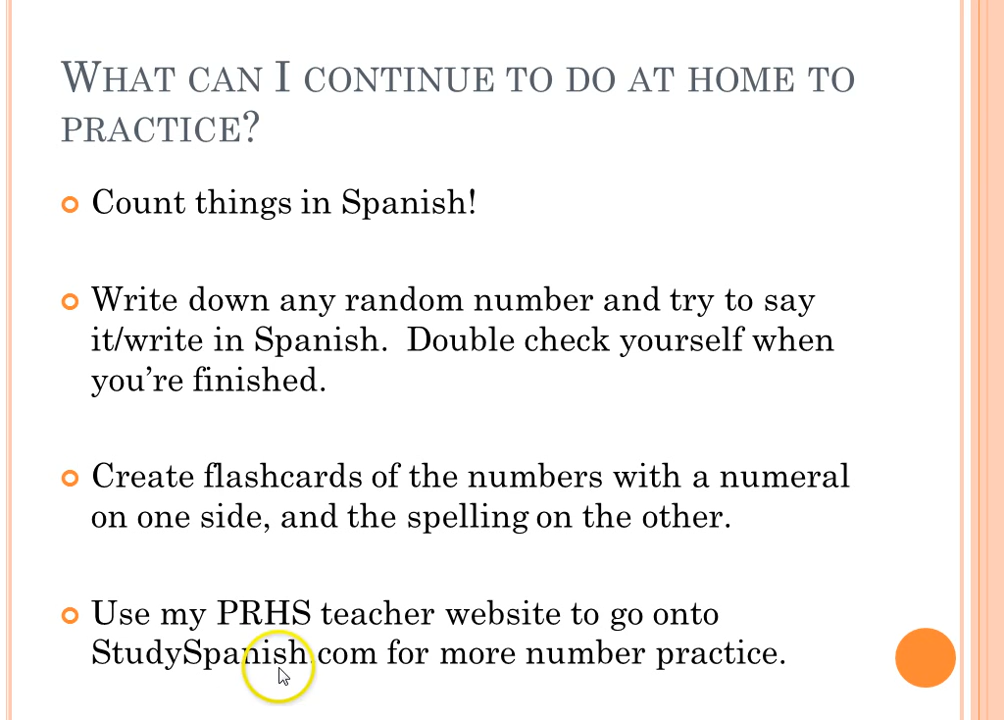 WHAT CAN I CONTINUE TO DO AT HOME TO
PRACTICE?
Count things in Spanish!
Write down any random number and try to say
it/write in Spanish.  Double check yourself when
you're finished.
Create flashcards of the numbers with a numeral
on one side, and the spelling on the other.
Use my PRHS teacher website to go onto
StudySpanish.com for more number practice.